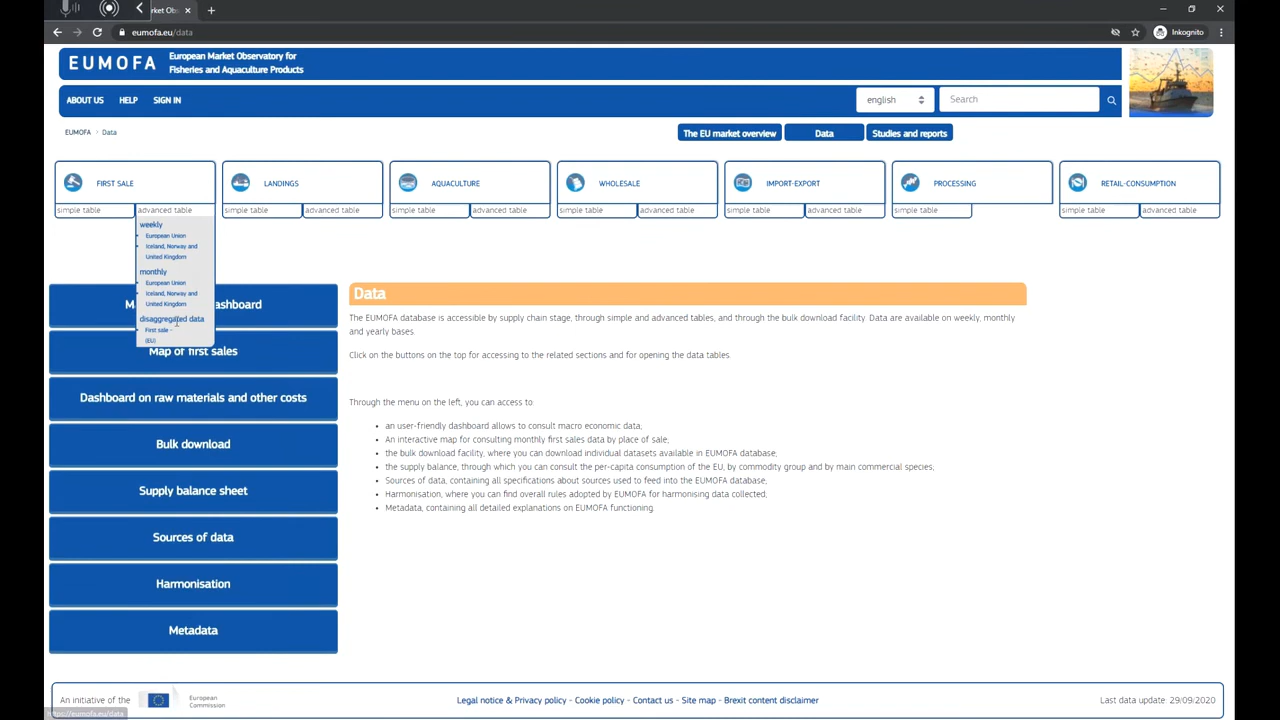 rket Ob
eumofa.eu/data
Inkognito
EUMOFA
European Market Observatory for
Fisheries and Aquaculture Products
ABOUT US HELP SIGN IN
english
Search
EUMOFA > Data
The EU market overview
Data
Studies and reports
FIRST SALE
simple table advanced table
LANDINGS
simple table advanced table
AQUACULTURE
simple table advanced table
WHOLESALE
simple table advanced table
IMPORT-EXPORT
simple table advanced table
PROCESSING
simple table
RETAIL-CONSUMPTION
simple table advanced table
weekly
European Union
Iceland, Norway and
United Kingdom
monthly
European Union
Iceland, Norway and
United Kingdom
disaggregated data
First sale -
(EU)
M
ashboard
Map of first sales
Dashboard on raw materials and other costs
Bulk download
Supply balance sheet
Sources of data
Harmonisation
Metadata
Data
The EUMOFA database is accessible by supply chain stage, through simple and advanced tables, and through the bulk download facility. Data are available on weekly, monthly
and yearly bases.
Click on the buttons on the top for accessing to the related sections and for opening the data tables.
Through the menu on the left, you can access to:
• an user-friendly dashboard allows to consult macro economic data;
• An interactive map for consulting monthly first sales data by place of sale;
• the bulk download facility, where you can download individual datasets available in EUMOFA database;
• the supply balance, through which you can consult the per-capita consumption of the EU, by commodity group and by main commercial species;
• Sources of data, containing all specifications about sources used to feed into the EUMOFA database;
• Harmonisation, where you can find overall rules adopted by EUMOFA for harmonising data collected;
• Metadata, containing all detailed explanations on EUMOFA functioning.
An initiative of the
European
Commission
Legal notice & Privacy policy - Cookie policy - Contact us - Site map - Brexit content disclaimer
Last data update: 29/09/2020
https://eumofa.eu/data